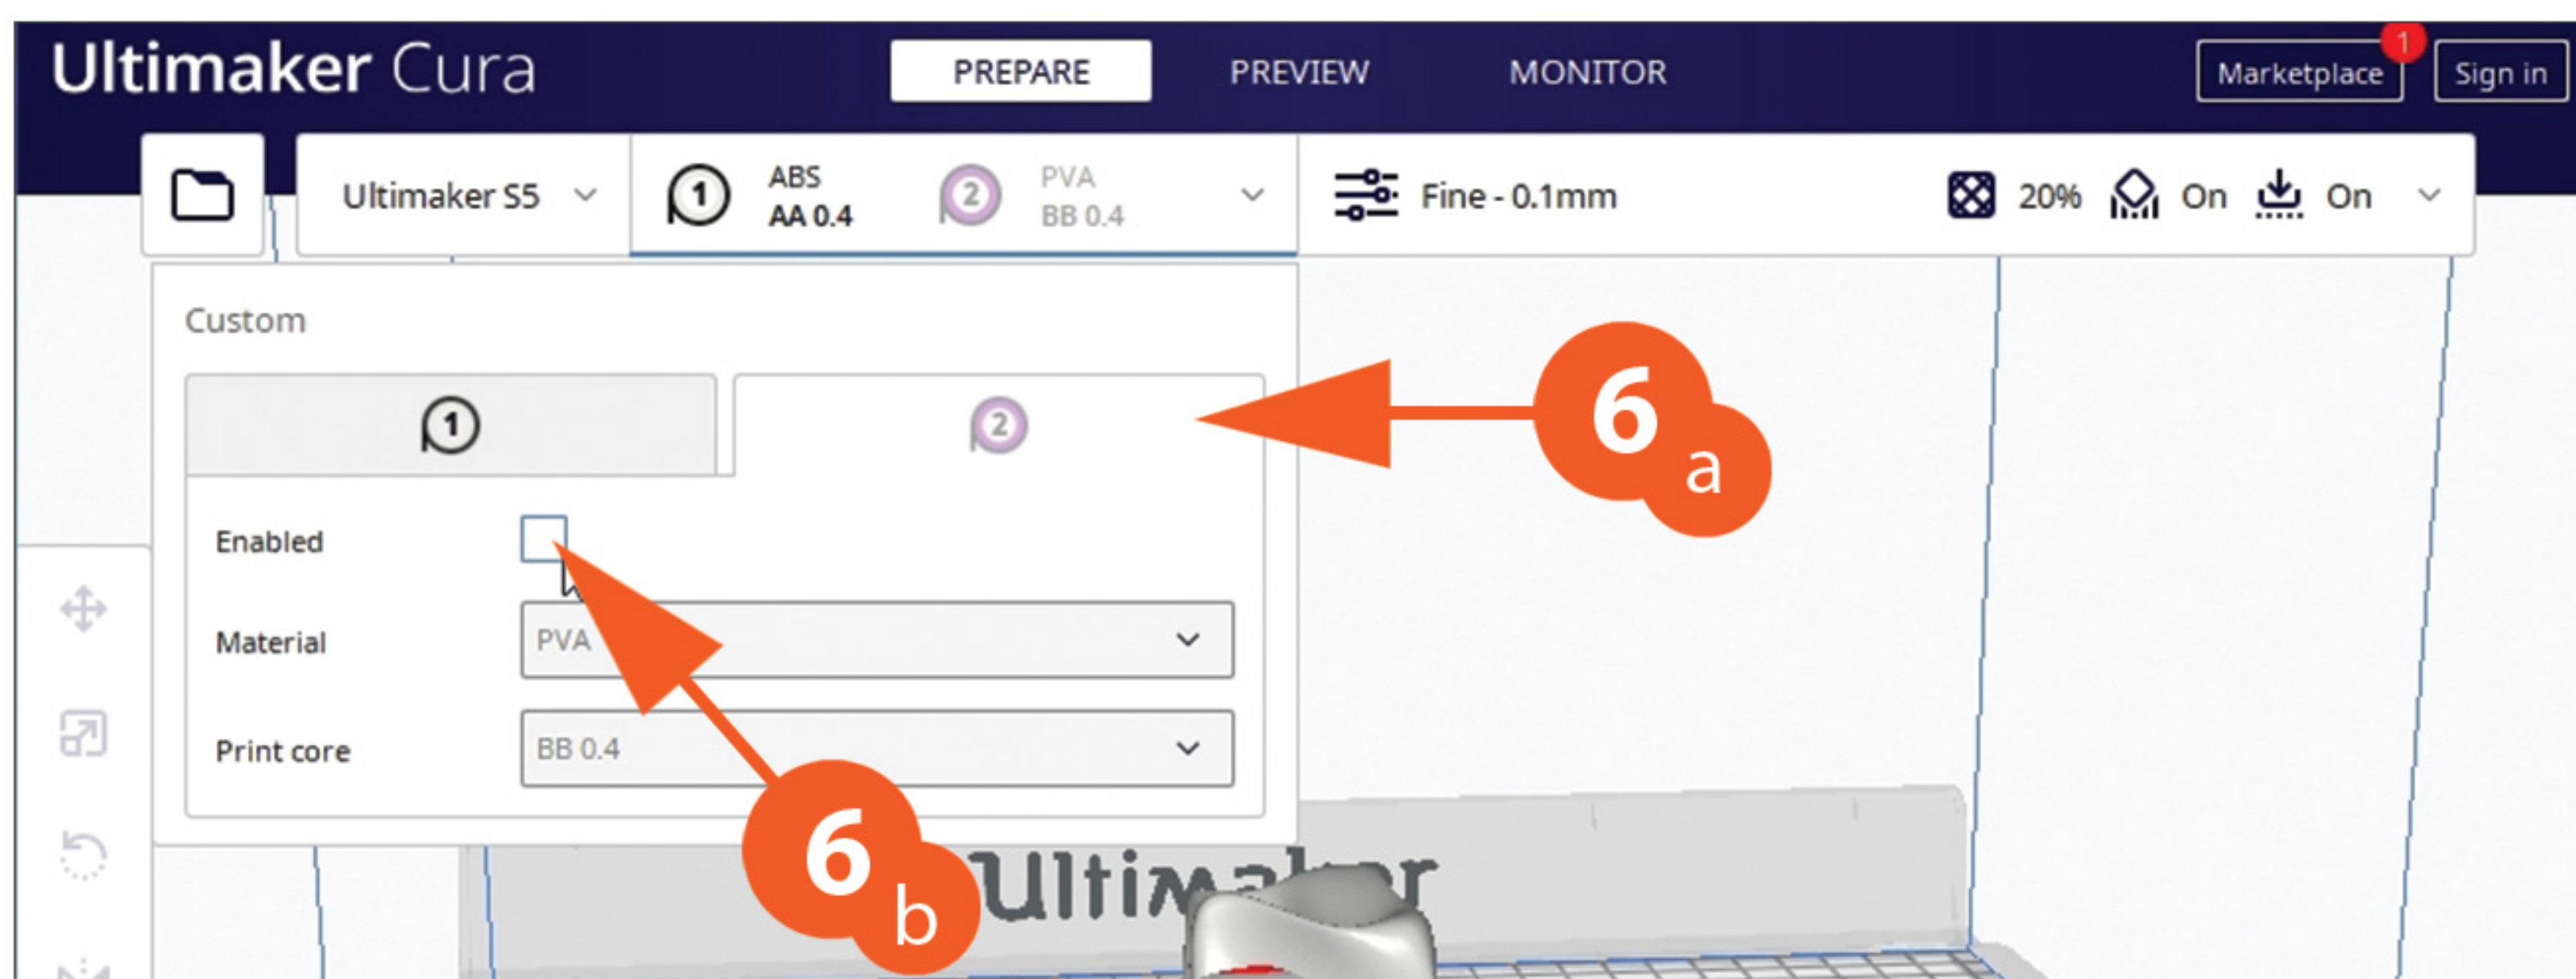 Ultimaker Cura
PREPARE
PREVIEW
MONITOR
Marketplace
1
Sign in
Ultimaker S5
1
ABS
AA 0.4
2
PVA
BB 0.4
Fine - 0.1mm
20%
On
On
Custom
1
2
6
a
Enabled
Material
PVA
Print core
BB 0.4
6
b
Ultimaker